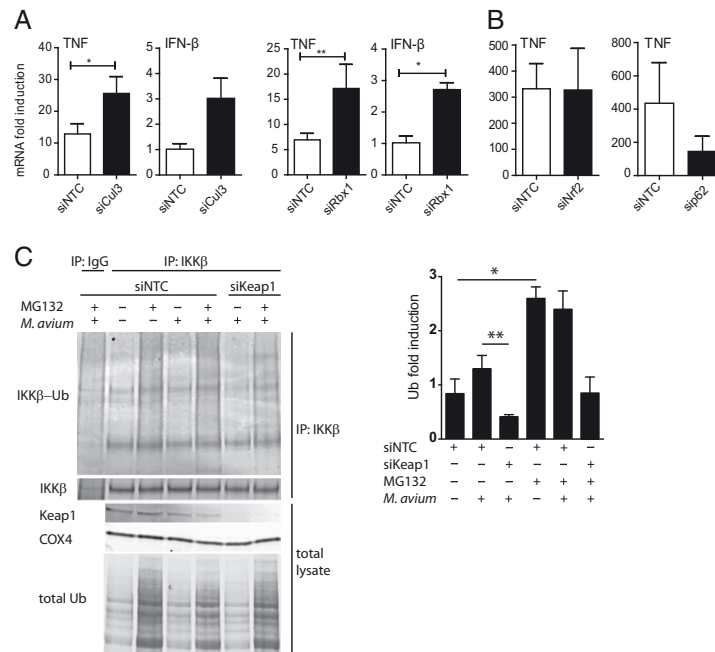 A
B
TNF
IFN-β
TNF
IFN-β
TNF
TNF
mRNA fold induction
40
30
20
10
0
*
siNTC
siCul3
6
4
2
0
siNTC
siCul3
25
20
15
10
5
0
**
siNTC
siRbx1
4
3
2
1
0
*
siNTC
siRbx1
500
400
300
200
100
0
siNTC
siNrf2
800
600
400
200
0
siNTC
sip62
C
IP: IgG
IP: IKKβ
siNTC
siKeap1
MG132 + − + − + − +
M. avium + − − + + + +
IKKβ−Ub
IP: IKKβ
IKKβ
Keap1
COX4
total Ub
total lysate
Ub fold induction
3
2
1
0
*
**
siNTC + + − + + −
siKeap1 − − + − − +
MG132 − − − + + +
M. avium − + + − + +